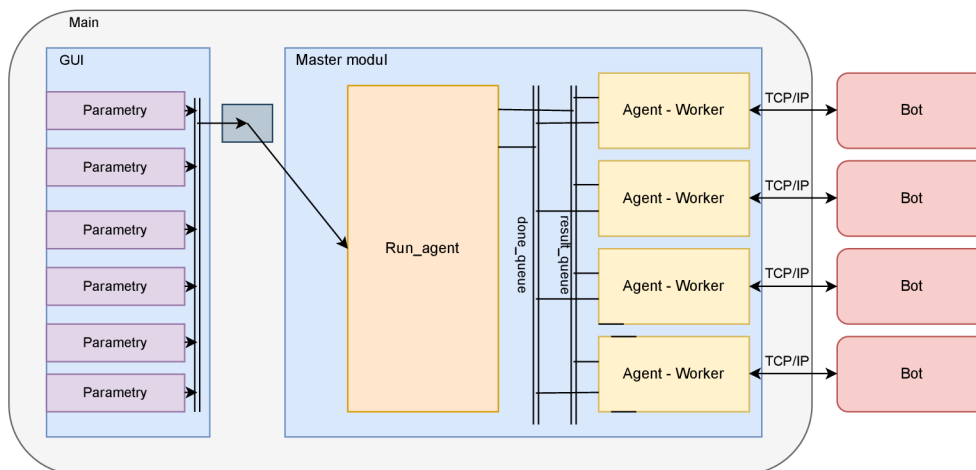 Main
GUI
Parametry
Parametry
Parametry
Parametry
Parametry
Parametry
Master modul
Run_agent
done_queue
result_queue
Agent - Worker
Agent - Worker
Agent - Worker
Agent - Worker
TCP/IP
TCP/IP
TCP/IP
TCP/IP
Bot
Bot
Bot
Bot